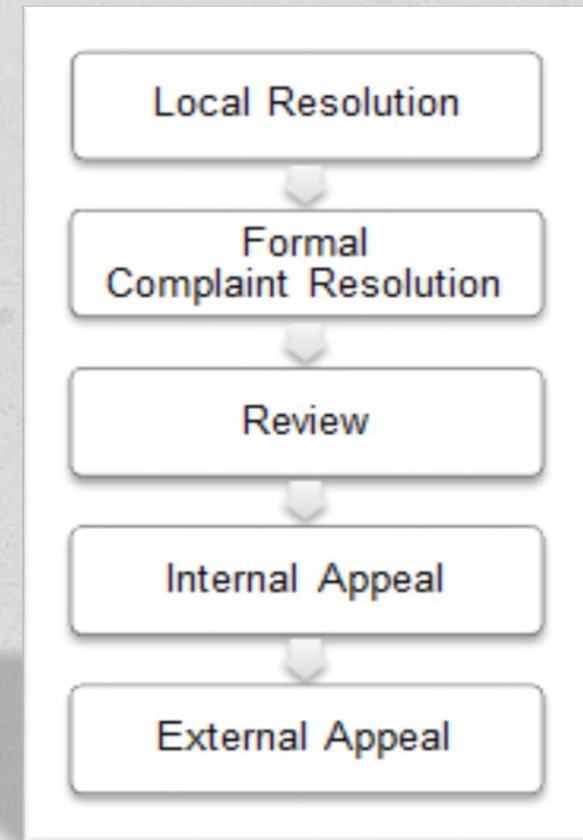 Local Resolution
Formal
Complaint Resolution
Review
Internal Appeal
External Appeal